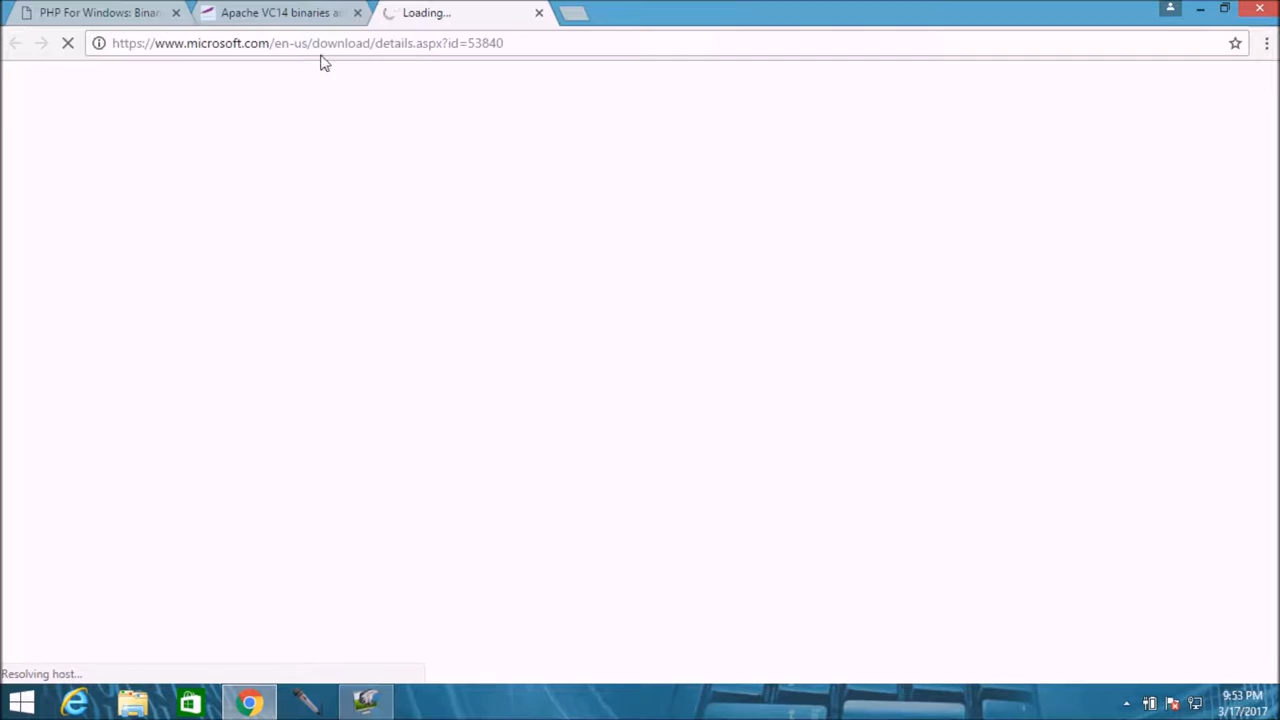 PHP For Windows: Binar
Apache VC14 binaries a
Loading...
https://www.microsoft.com/en-us/download/details.aspx?id=53840
Resolving host...
9:53 PM
3/17/2017